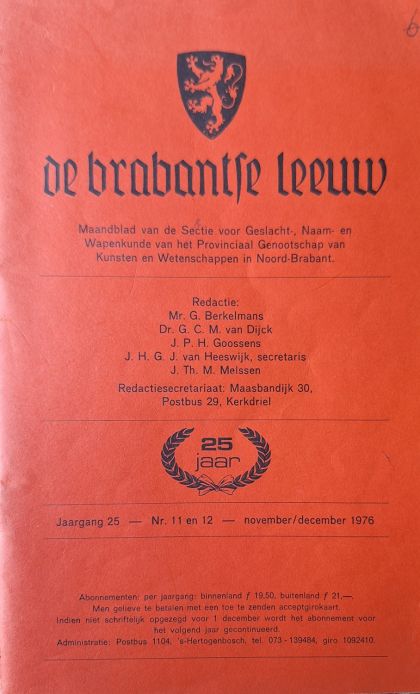 de brabantse leeuw
Maandblad van de Sectie voor Geslacht-, Naam- en
Wapenkunde van het Provinciaal Genootschap van
Kunsten en Wetenschappen in Noord-Brabant.
Redactie:
Mr. G. Berkelmans
Dr. G. C. M. van Dijck
J. P. H. Goossens
J. H. G. J. van Heeswijk, secretaris
J. Th. M. Melssen
Redactiesecretariaat: Maasbandijk 30,
Postbus 29, Kerkdriel
25
jaar
Jaargang 25 — Nr. 11 en 12 — november/december 1976
Abonnementen: per jaargang: binnenland ƒ 19,50, buitenland ƒ 21,—.
Men gelieve te betalen met een toe te zenden acceptgirokaart.
Indien niet schriftelijk opgezegd voor 1 december wordt het abonnement voor
het volgend jaar gecontinueerd.
Administratie: Postbus 1104, 's-Hertogenbosch, tel. 073-139484, giro 1092410.